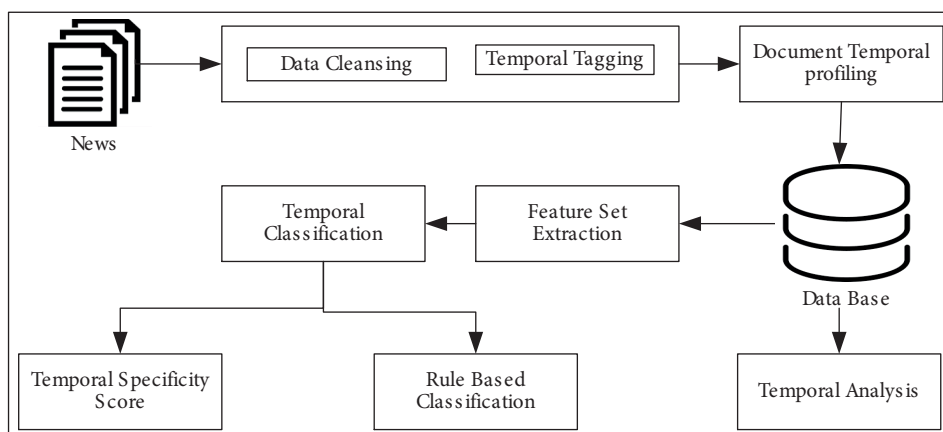 News
Data Cleansing
Temporal Tagging
Document Temporal
profiling
Temporal
Classification
Feature Set
Extraction
Data Base
Temporal Specificity
Score
Rule Based
Classification
Temporal Analysis